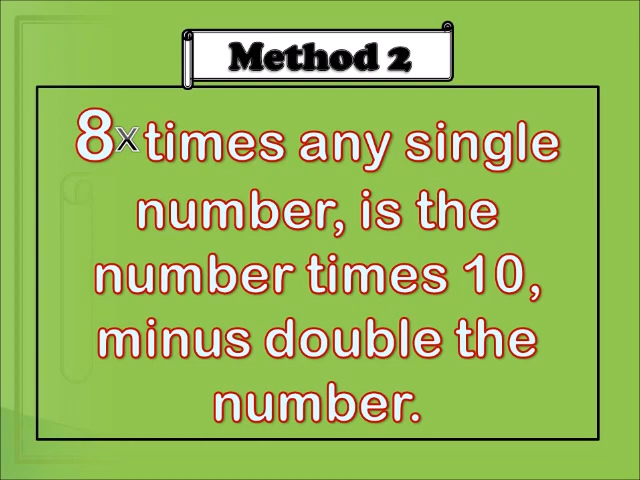 Method 2
8x times any single
number, is the
number times 10,
minus double the
number.